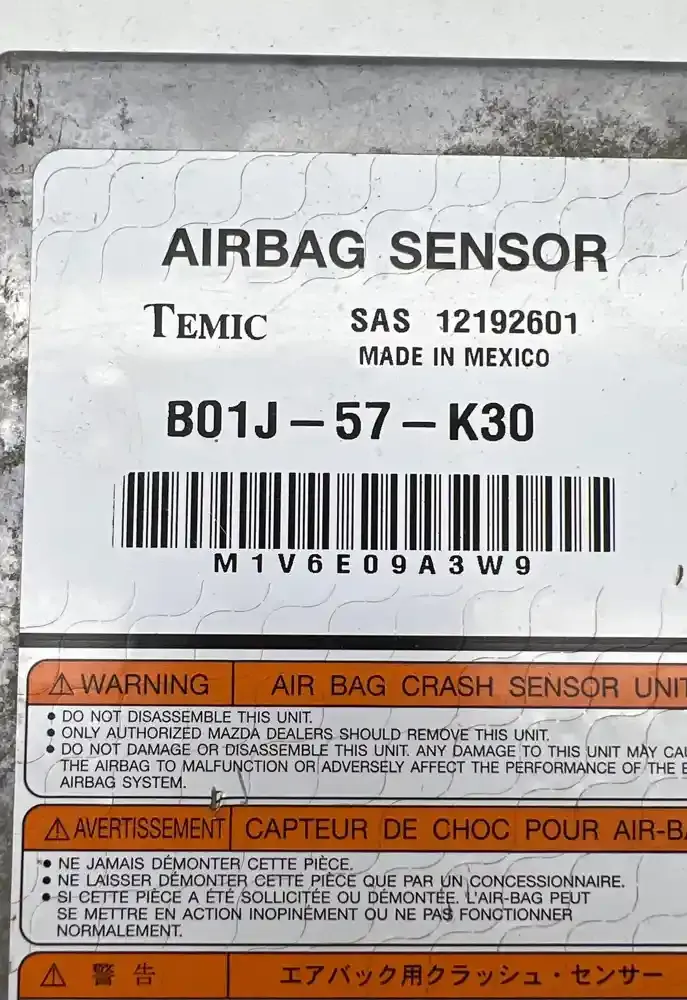 AIRBAG SENSOR
TEMIC SAS 12192601
MADE IN MEXICO
B01J-57-K30
M1V6E09A3W9
⚠ WARNING AIR BAG CRASH SENSOR UNIT
• DO NOT DISASSEMBLE THIS UNIT.
• ONLY AUTHORIZED MAZDA DEALERS SHOULD REMOVE THIS UNIT.
• DO NOT DAMAGE OR DISASSEMBLE THIS UNIT. ANY DAMAGE TO THIS UNIT MAY
THE AIRBAG TO MALFUNCTION OR ADVERSELY AFFECT THE PERFORMANCE OF THE
AIRBAG SYSTEM.
⚠ AVERTISSEMENT CAPTEUR DE CHOC POUR AIR-BA
• NE JAMAIS DÉMONTER CETTE PIÈCE.
• NE LAISSER DÉMONTER CETTE PIÈCE QUE PAR UN CONCESSIONNAIRE.
• SI CETTE PIÈCE A ÉTÉ SOLLICITÉE OU DÉMONTÉE. L'AIR-BAG PEUT
SE METTRE EN ACTION INOPINÉMENT OU NE PAS FONCTIONNER
NORMALEMENT.
⚠ 警告 エアバック用クラッシュ・センサー